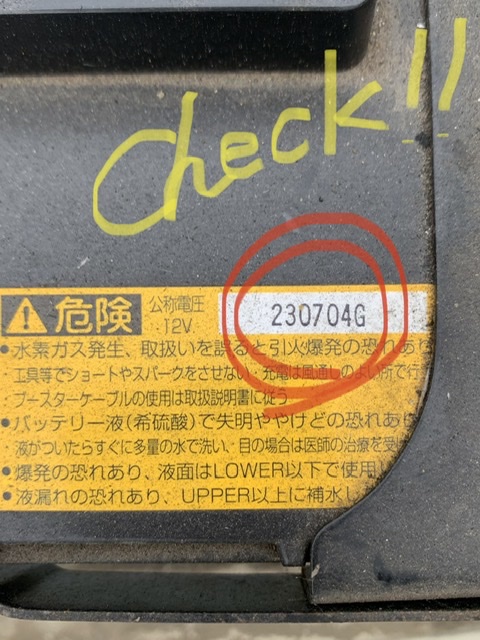 Check!!
危険 公称電圧 12V 230704G
•水素ガス発生、取扱いを誤ると引火爆発の恐れあり
工具等でショートやスパークをさせない・充電は風通しのよい所で行
ブースターケーブルの使用は取扱説明書に従う
•バッテリー液(希硫酸)で失明ややけどの恐れあり
液がついたらすぐに多量の水で洗い、目の場合は医師の治療を受
•爆発の恐れあり、液面はLOWER以下で使用
•液漏れの恐れあり、UPPER以上に補水し